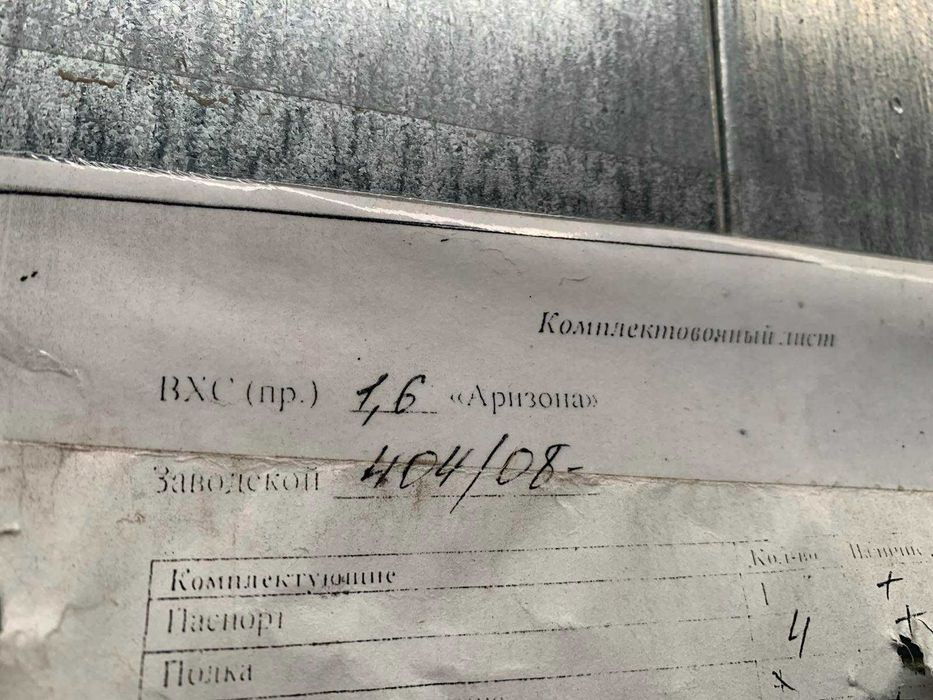 Комплектовочный лист
ВХС (пр.) 1,6 «Аризона»
Заводской 404/08-
Комплектующие Кол-во Наличие
Паспорт 1 +
Полка 4 +